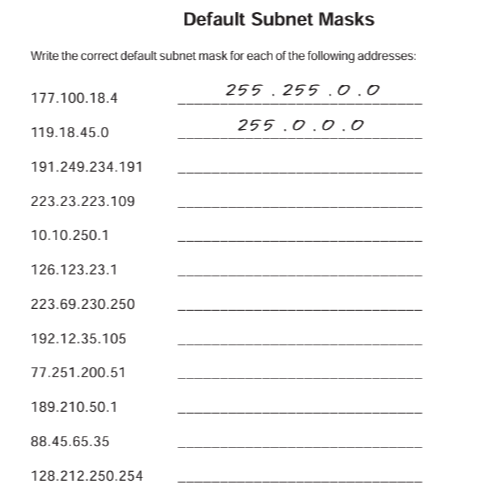 Default Subnet Masks
Write the correct default subnet mask for each of the following addresses:
177.100.18.4 255 . 255 . 0 . 0
119.18.45.0 255 . 0 . 0 . 0
191.249.234.191
223.23.223.109
10.10.250.1
126.123.23.1
223.69.230.250
192.12.35.105
77.251.200.51
189.210.50.1
88.45.65.35
128.212.250.254